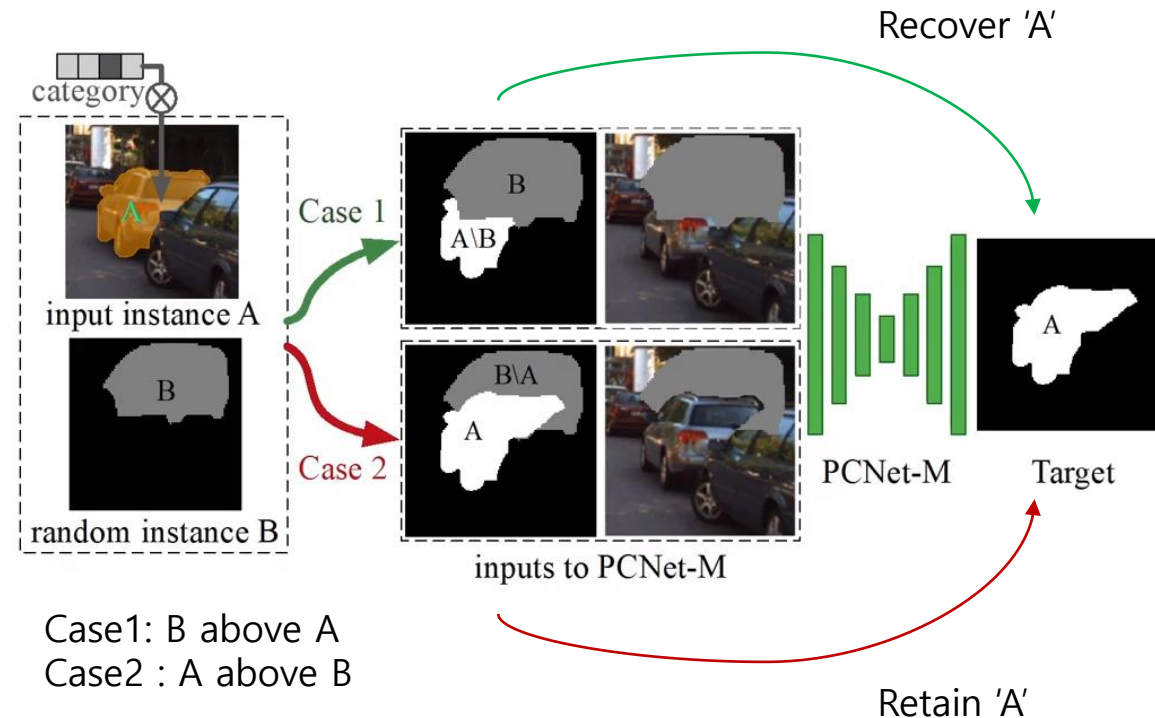 Recover 'A'
category
A
input instance A
B
random instance B
Case 1
Case 2
B
A\B
B\A
A
inputs to PCNet-M
PCNet-M
A
Target
Case1: B above A
Case2 : A above B
Retain 'A'